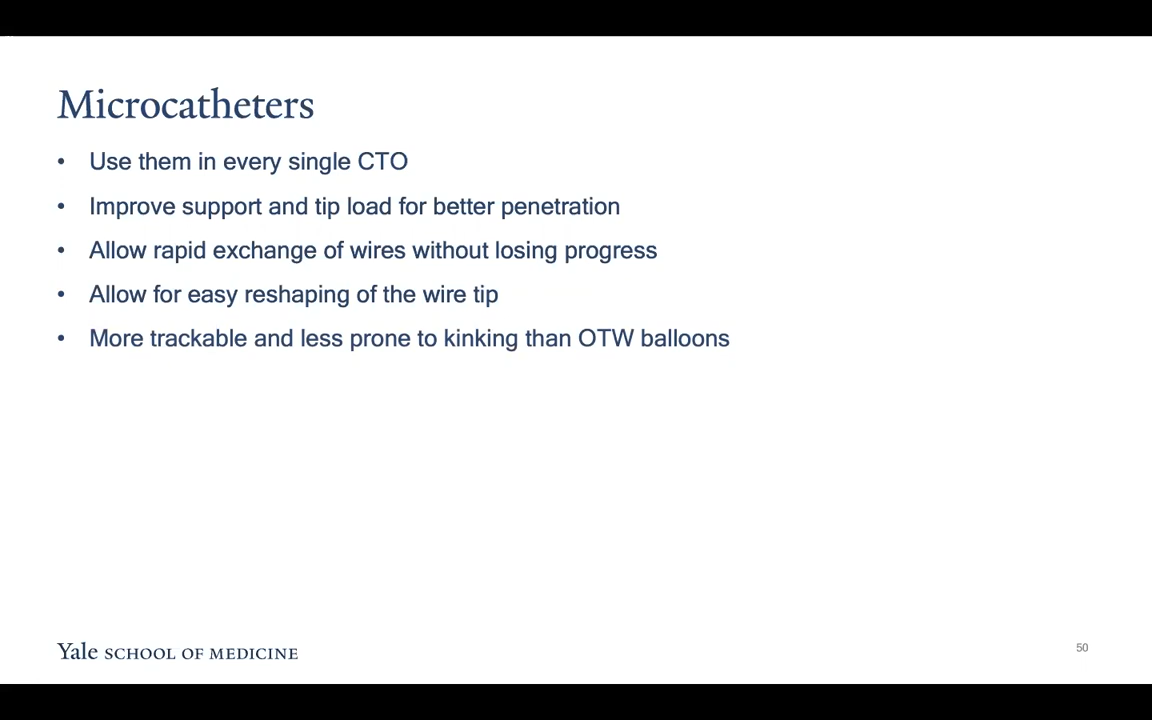 Microcatheters
• Use them in every single CTO
• Improve support and tip load for better penetration
• Allow rapid exchange of wires without losing progress
• Allow for easy reshaping of the wire tip
• More trackable and less prone to kinking than OTW balloons
Yale SCHOOL OF MEDICINE
50